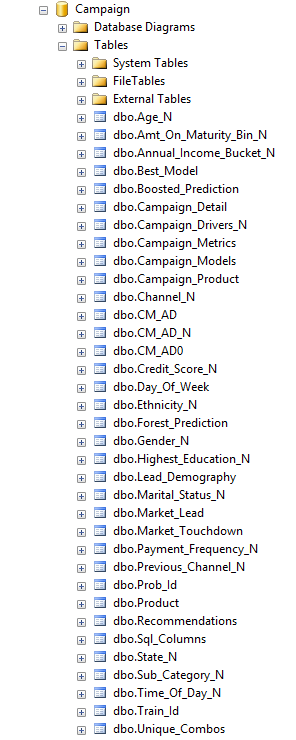 Campaign
Database Diagrams
Tables
System Tables
FileTables
External Tables
dbo.Age_N
dbo.Amt_On_Maturity_Bin_N
dbo.Annual_Income_Bucket_N
dbo.Best_Model
dbo.Boosted_Prediction
dbo.Campaign_Detail
dbo.Campaign_Drivers_N
dbo.Campaign_Metrics
dbo.Campaign_Models
dbo.Campaign_Product
dbo.Channel_N
dbo.CM_AD
dbo.CM_AD_N
dbo.CM_AD0
dbo.Credit_Score_N
dbo.Day_Of_Week
dbo.Ethnicity_N
dbo.Forest_Prediction
dbo.Gender_N
dbo.Highest_Education_N
dbo.Lead_Demography
dbo.Marital_Status_N
dbo.Market_Lead
dbo.Market_Touchdown
dbo.Payment_Frequency_N
dbo.Previous_Channel_N
dbo.Prob_Id
dbo.Product
dbo.Recommendations
dbo.Sql_Columns
dbo.State_N
dbo.Sub_Category_N
dbo.Time_Of_Day_N
dbo.Train_Id
dbo.Unique_Combos